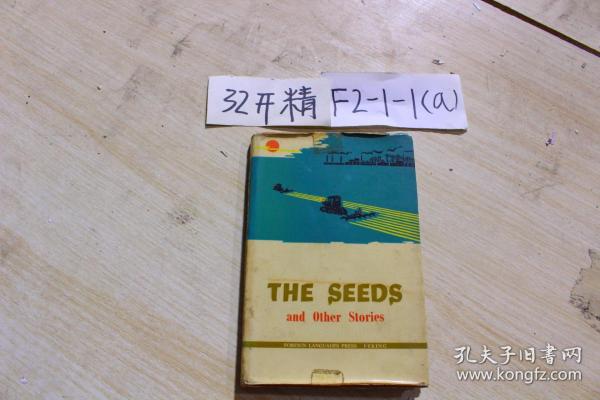 32开精 F2-1-1(a)
THE SEEDS
and Other Stories
FOREIGN LANGUAGES PRESS PEKING
孔夫子旧书网
www.kongfz.com